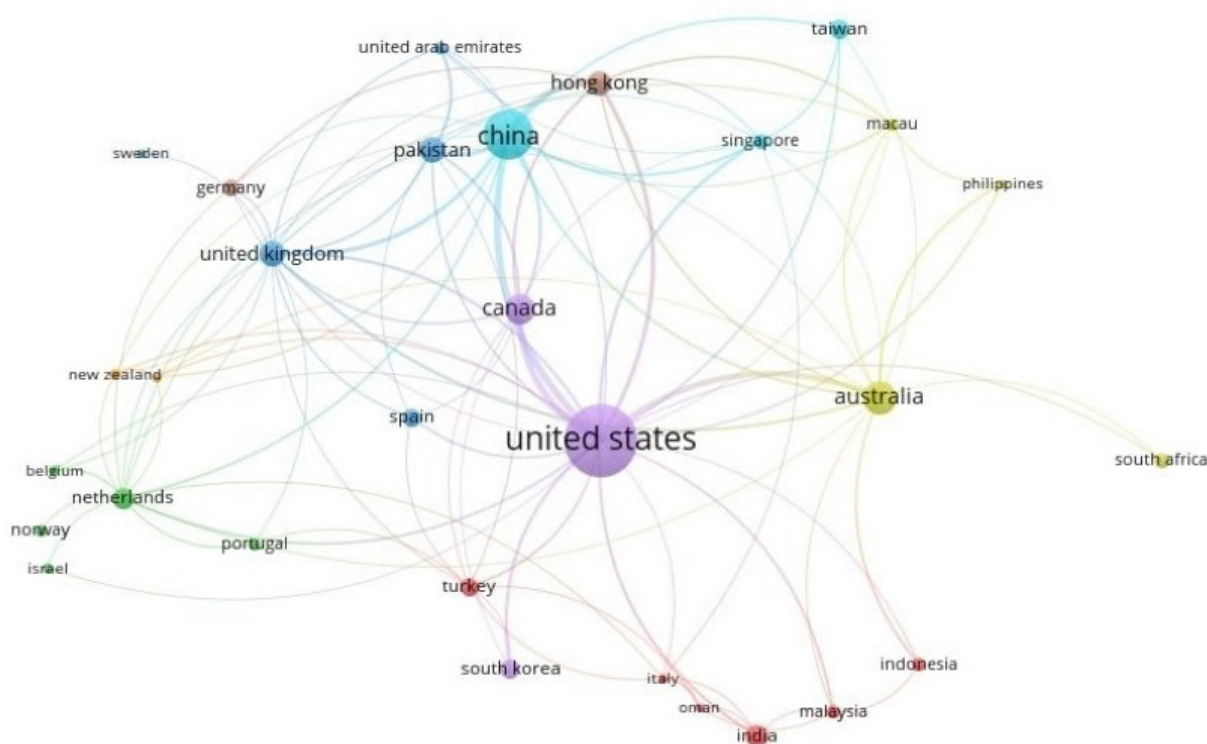 taiwan
united arab emirates
hong kong
macau
china
singapore
pakistan
sweden
philippines
germany
united kingdom
canada
new zealand
australia
spain
united states
south africa
belgium
netherlands
norway
portugal
israel
turkey
indonesia
south korea
italy
oman
malaysia
india